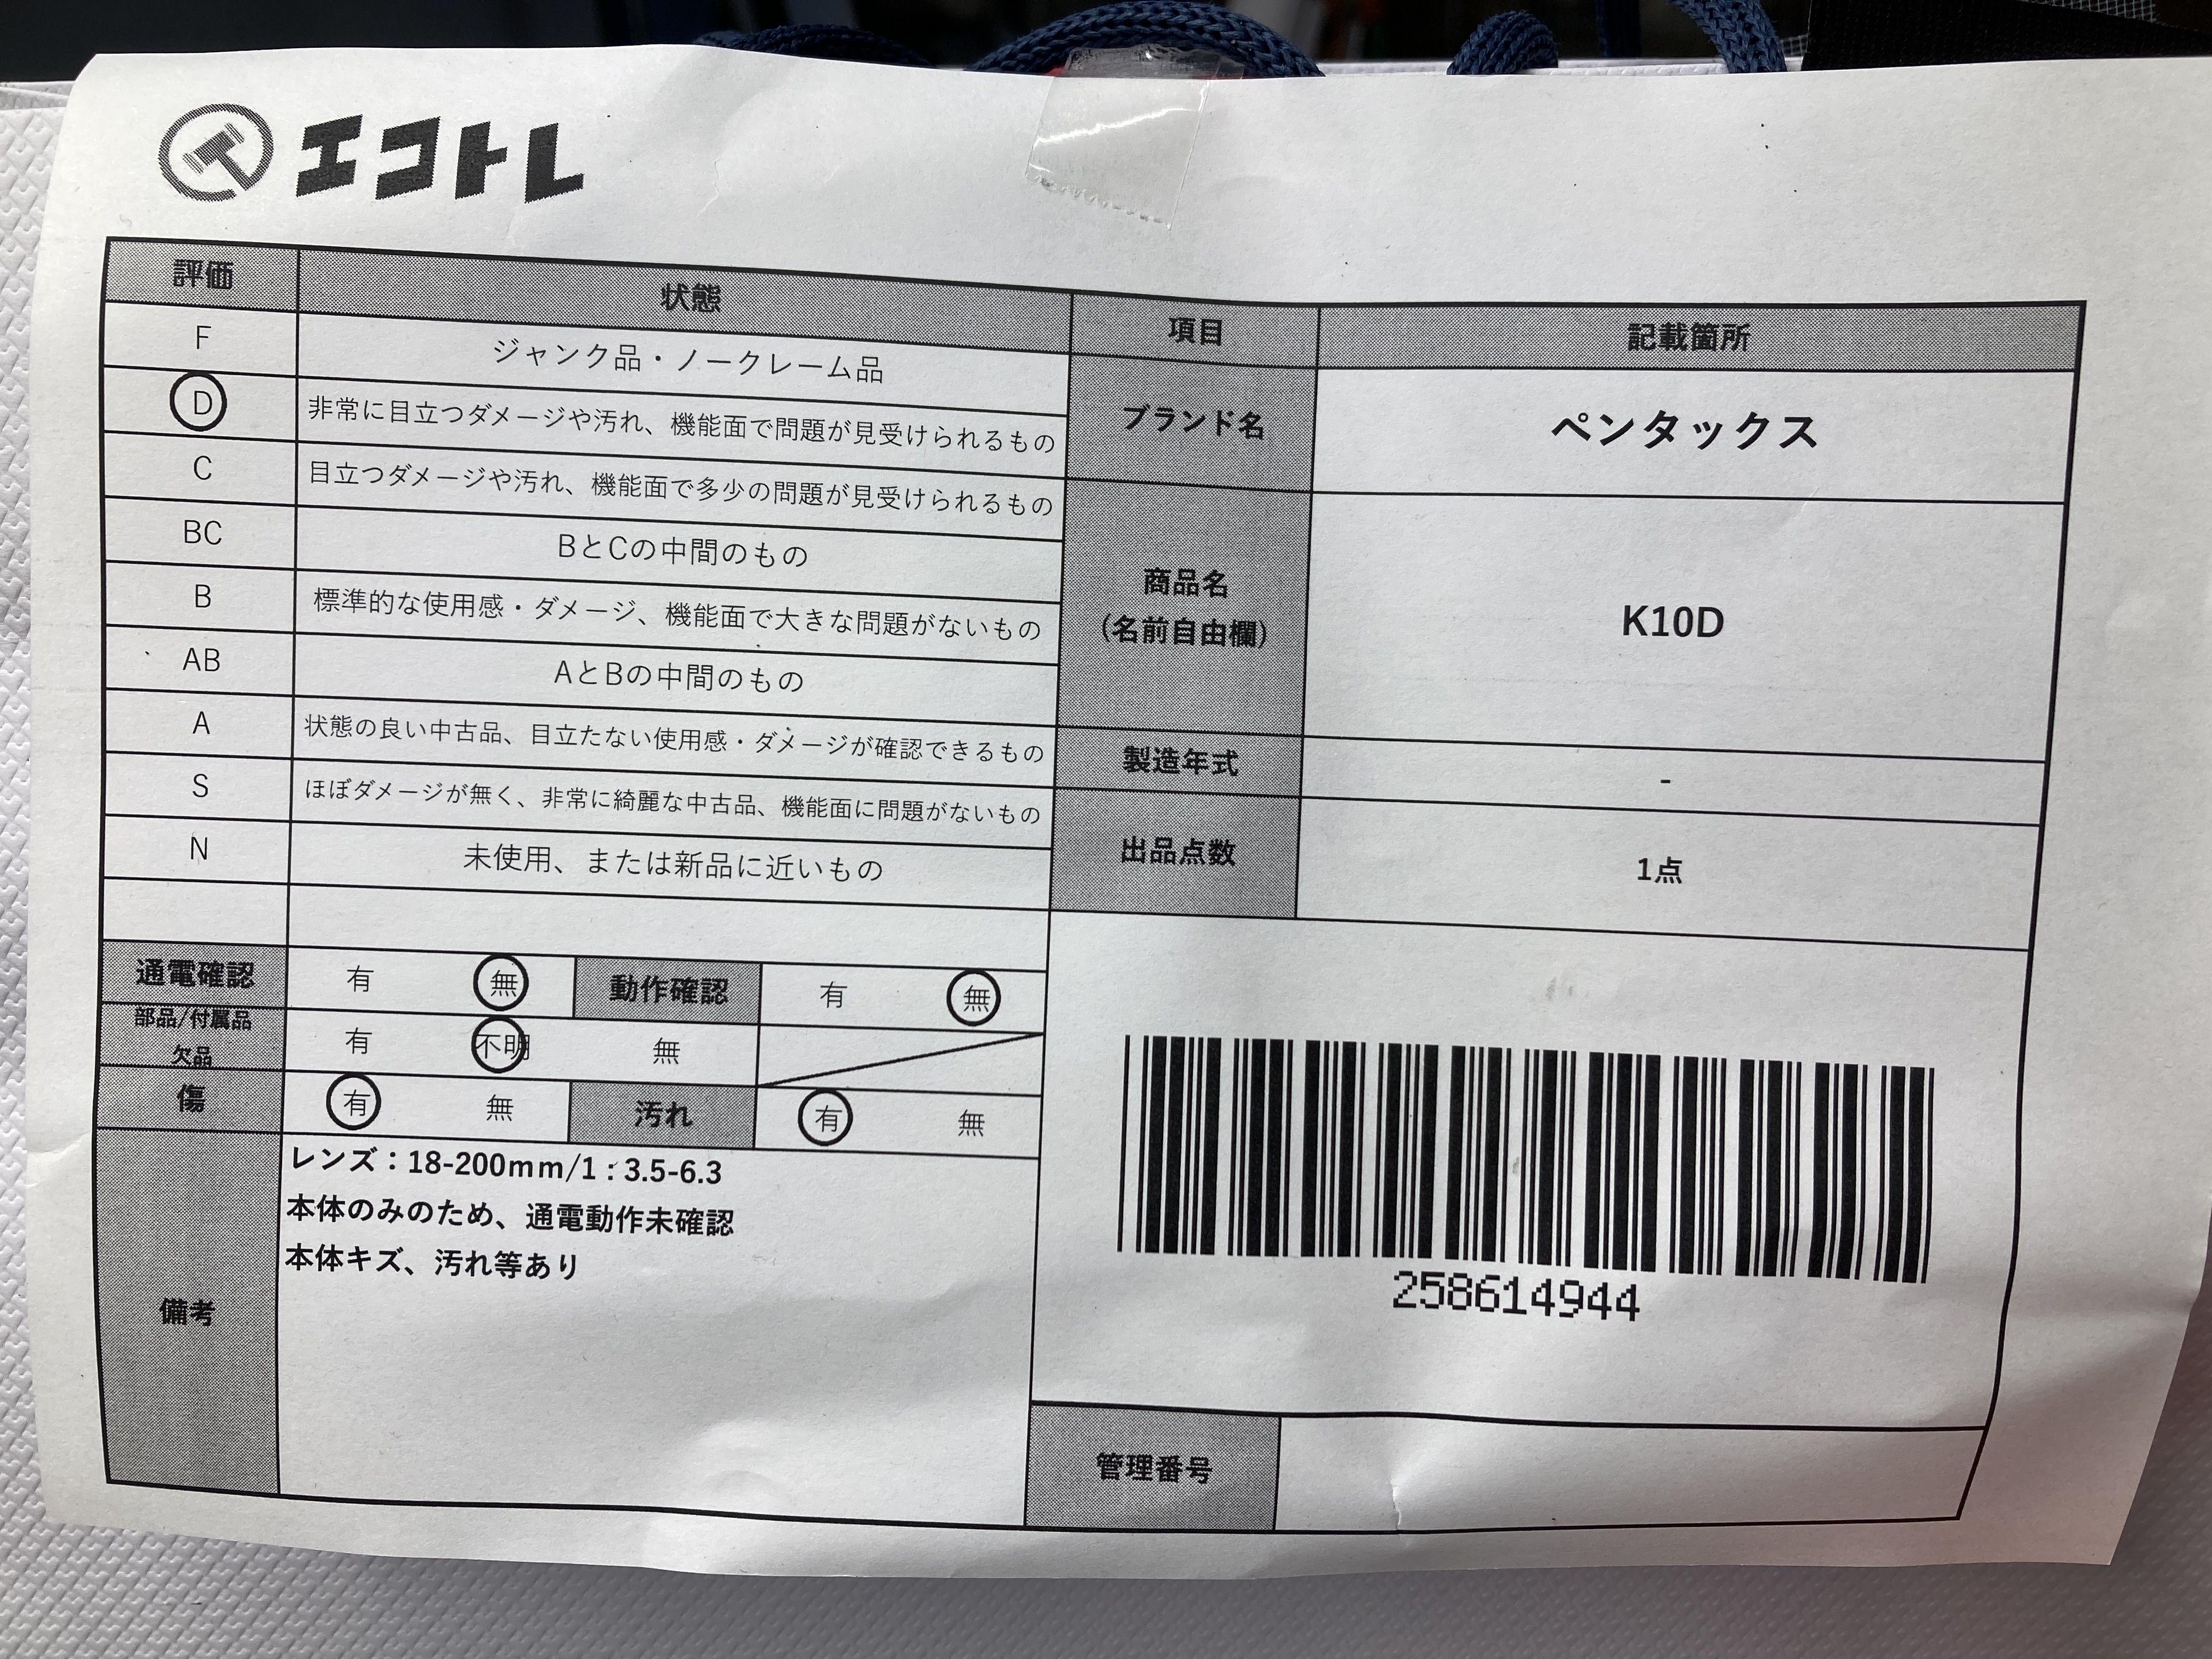 エコトレ
評価 状態
F ジャンク品・ノークレーム品
D 非常に目立つダメージや汚れ、機能面で問題が見受けられるもの
C 目立つダメージや汚れ、機能面で多少の問題が見受けられるもの
BC BとCの中間のもの
B 標準的な使用感・ダメージ、機能面で大きな問題がないもの
AB AとBの中間のもの
A 状態の良い中古品、目立たない使用感・ダメージが確認できるもの
S ほぼダメージが無く、非常に綺麗な中古品、機能面に問題がないもの
N 未使用、または新品に近いもの
通電確認 有 無 動作確認 有 無
部品/付属品
欠品 有 不明 無
傷 有 無 汚れ 有 無
備考
レンズ：18-200mm/1：3.5-6.3
本体のみのため、通電動作未確認
本体キズ、汚れ等あり
項目 記載箇所
ブランド名 ペンタックス
商品名
（名前自由欄） K10D
製造年式 -
出品点数 1点
258614944
管理番号